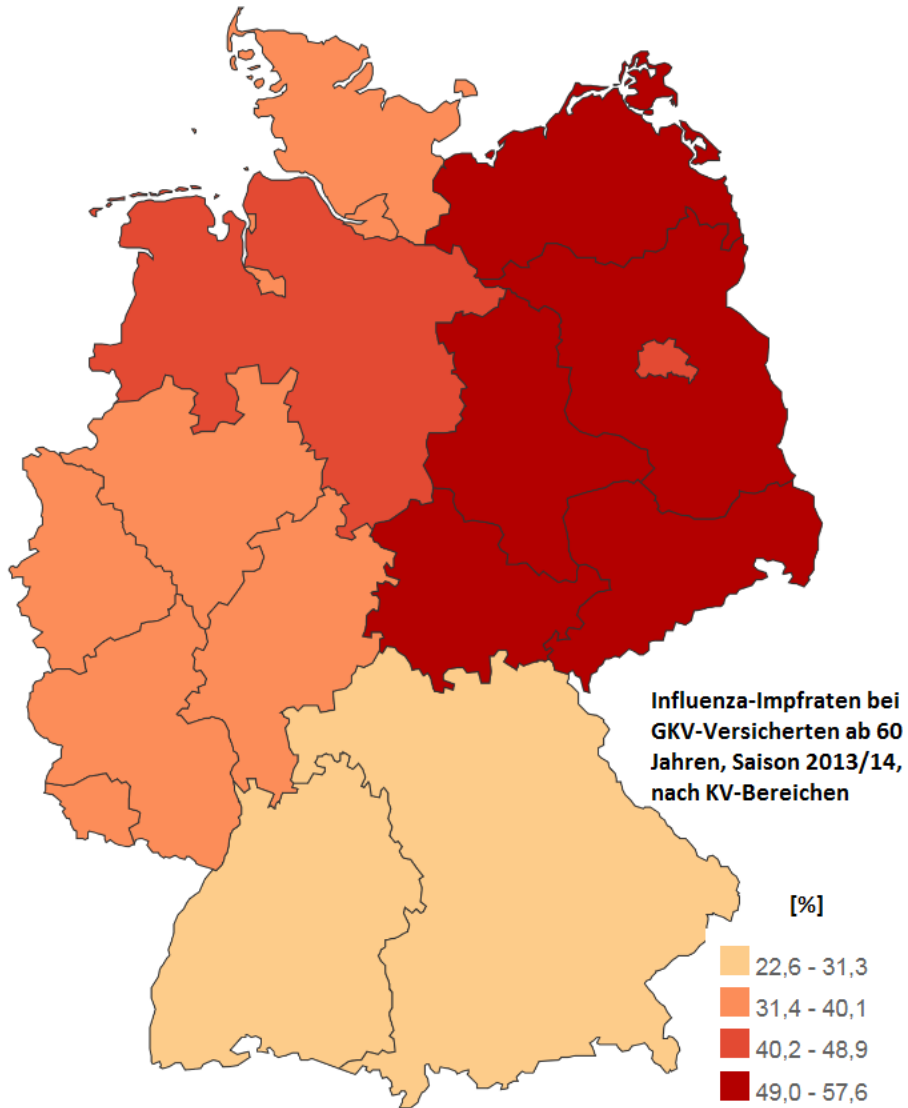 Influenza-Impfraten bei
GKV-Versicherten ab 60
Jahren, Saison 2013/14,
nach KV-Bereichen
[%]
22,6 - 31,3
31,4 - 40,1
40,2 - 48,9
49,0 - 57,6